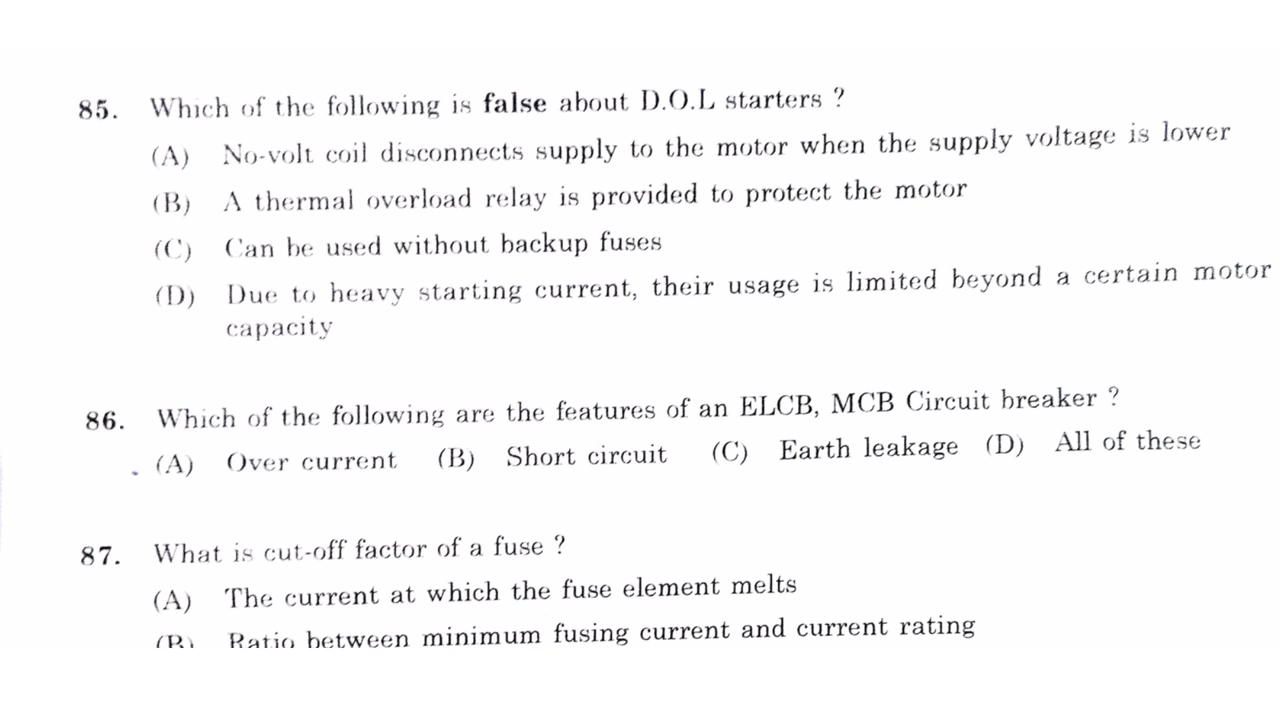 85. Which of the following is false about D.O.L starters ?
(A) No-volt coil disconnects supply to the motor when the supply voltage is lower
(B) A thermal overload relay is provided to protect the motor
(C) Can be used without backup fuses
(D) Due to heavy starting current, their usage is limited beyond a certain motor
capacity
86. Which of the following are the features of an ELCB, MCB Circuit breaker ?
(A) Over current (B) Short circuit (C) Earth leakage (D) All of these
87. What is cut-off factor of a fuse ?
(A) The current at which the fuse element melts
(B) Ratio between minimum fusing current and current rating